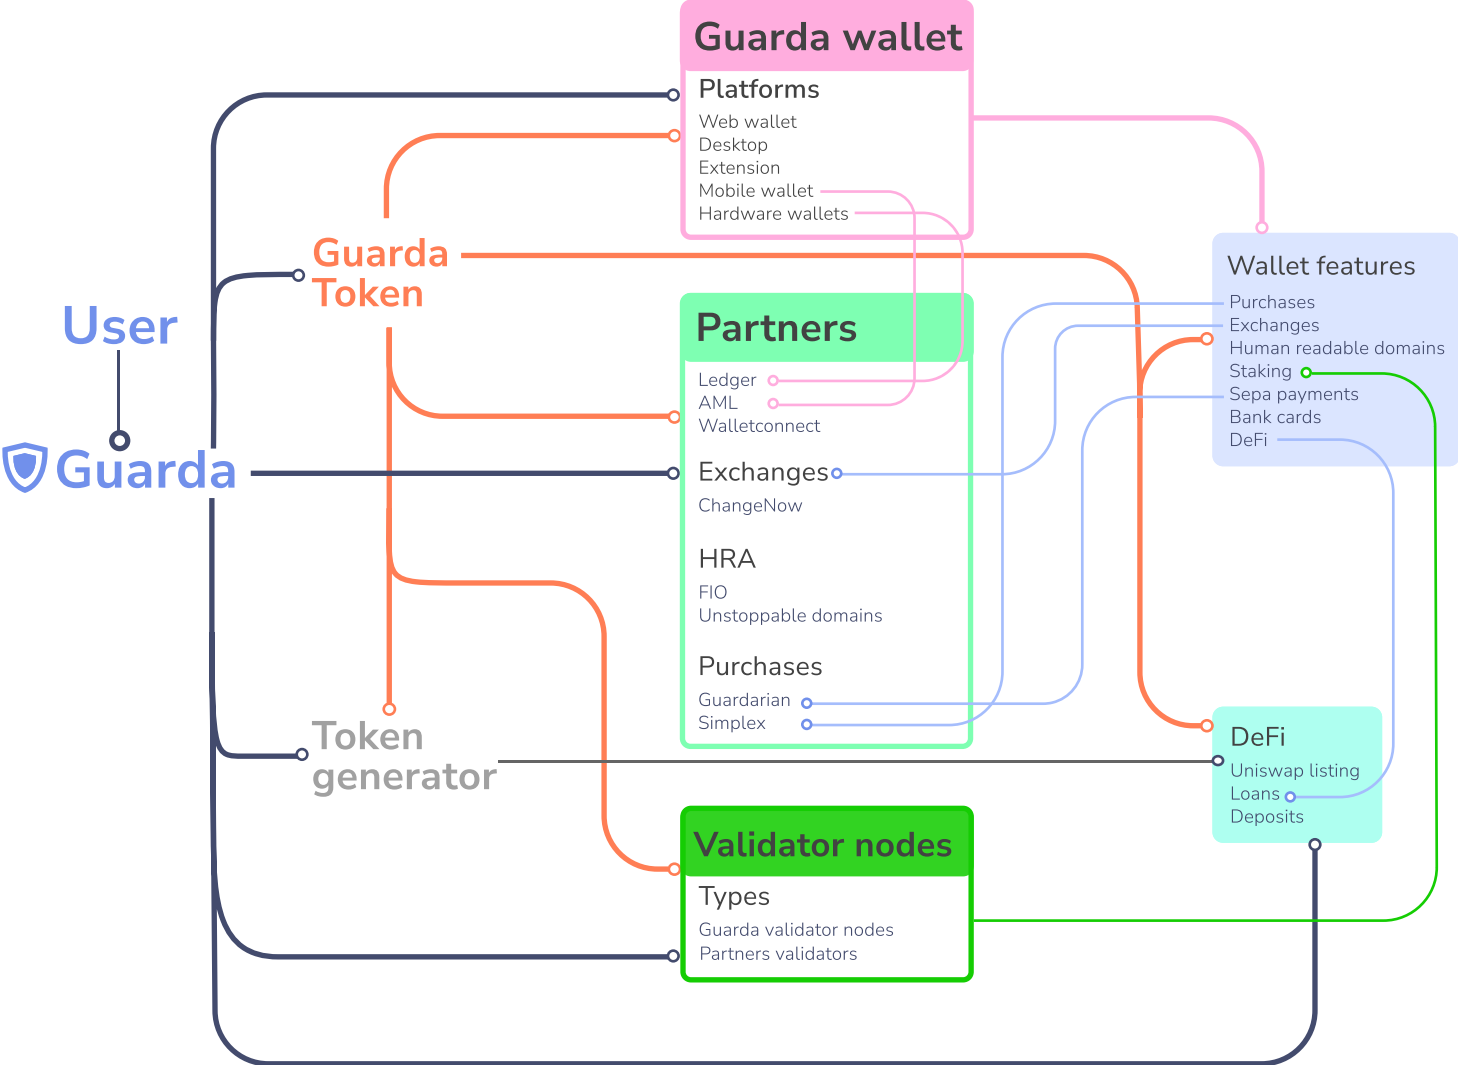 Guarda wallet
Platforms
Web wallet
Desktop
Extension
Mobile wallet
Hardware wallets
Guarda
Token
User
Guarda
Partners
Ledger
AML
Walletconnect
Exchanges
ChangeNow
HRA
FIO
Unstoppable domains
Purchases
Guardarian
Simplex
Wallet features
Purchases
Exchanges
Human readable domains
Staking
Sepa payments
Bank cards
DeFi
Token
generator
DeFi
Uniswap listing
Loans
Deposits
Validator nodes
Types
Guarda validator nodes
Partners validators